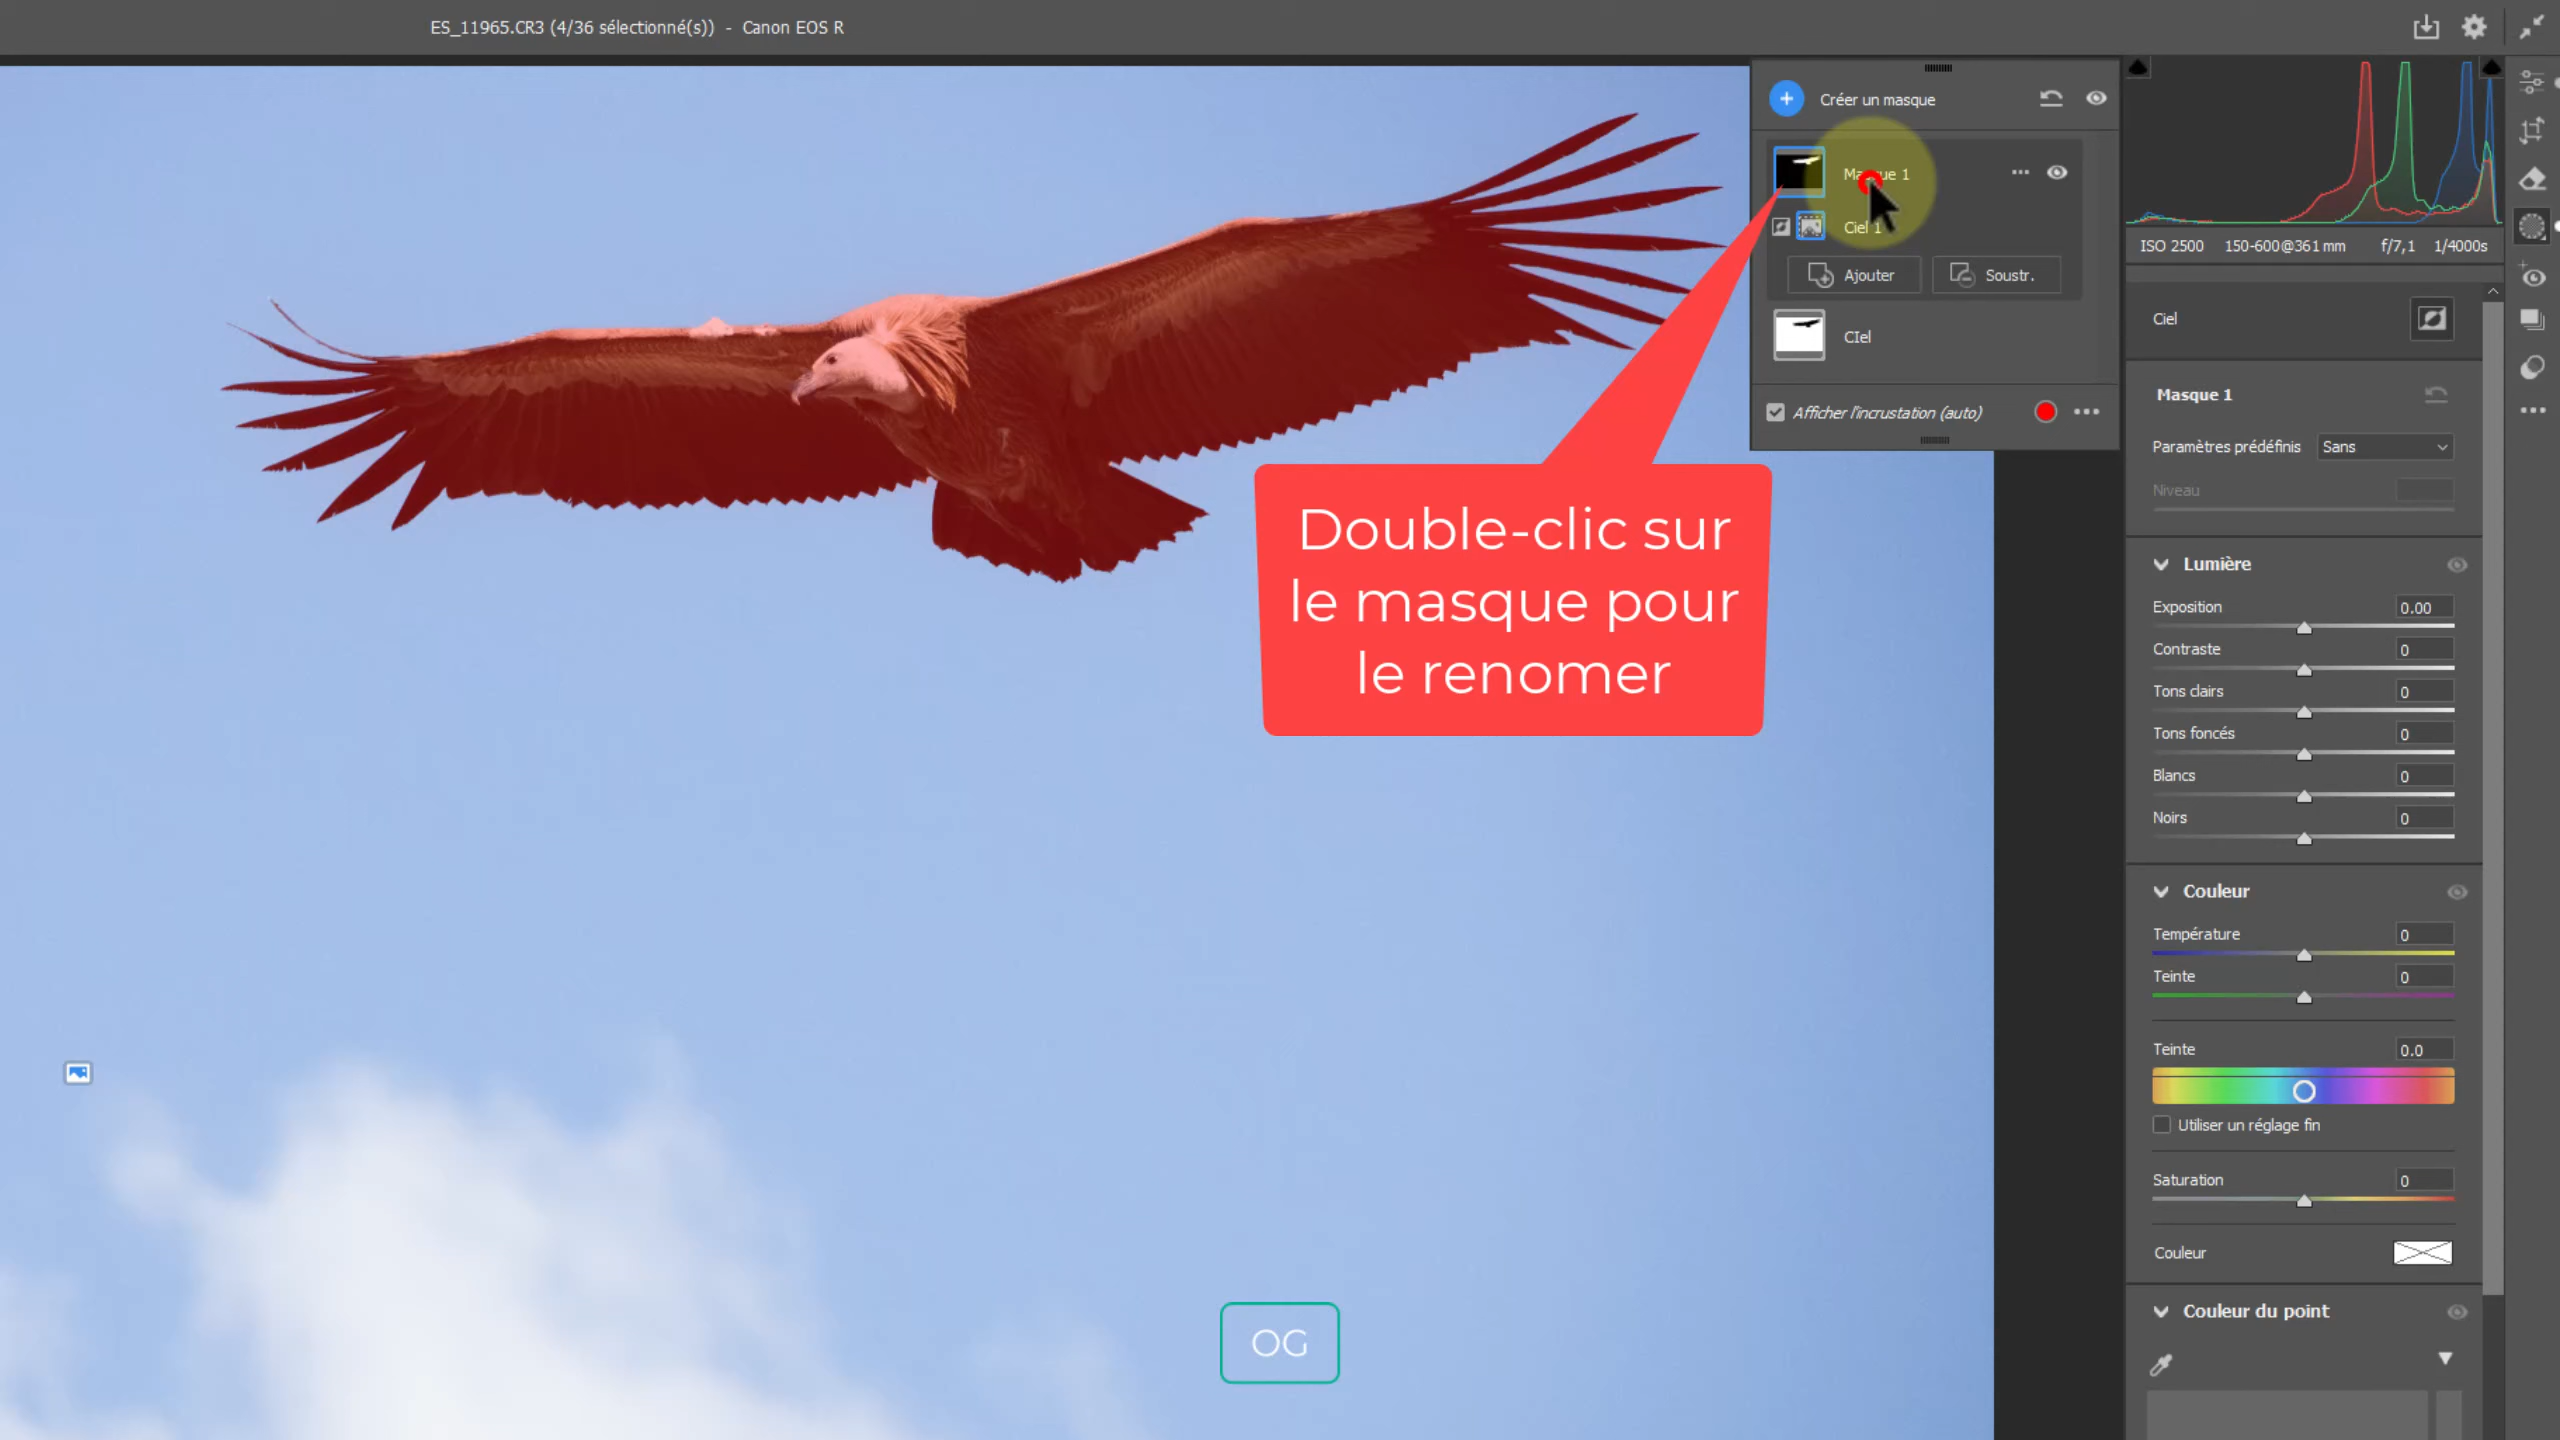 ES_11965.CR3 (4/36 sélectionné(s)) - Canon EOS R
Créer un masque
Masque 1
Ciel 1
Ajouter
Soustr.
CIel
Afficher l'incrustation (auto)
Double-clic sur
le masque pour
le renomer
OG
ISO 2500 150-600@361 mm f/7,1 1/4000s
Ciel
Masque 1
Paramètres prédéfinis Sans
Niveau
Lumière
Exposition 0.00
Contraste 0
Tons clairs 0
Tons foncés 0
Blancs 0
Noirs 0
Couleur
Température 0
Teinte 0
Teinte 0.0
Utiliser un réglage fin
Saturation 0
Couleur
Couleur du point